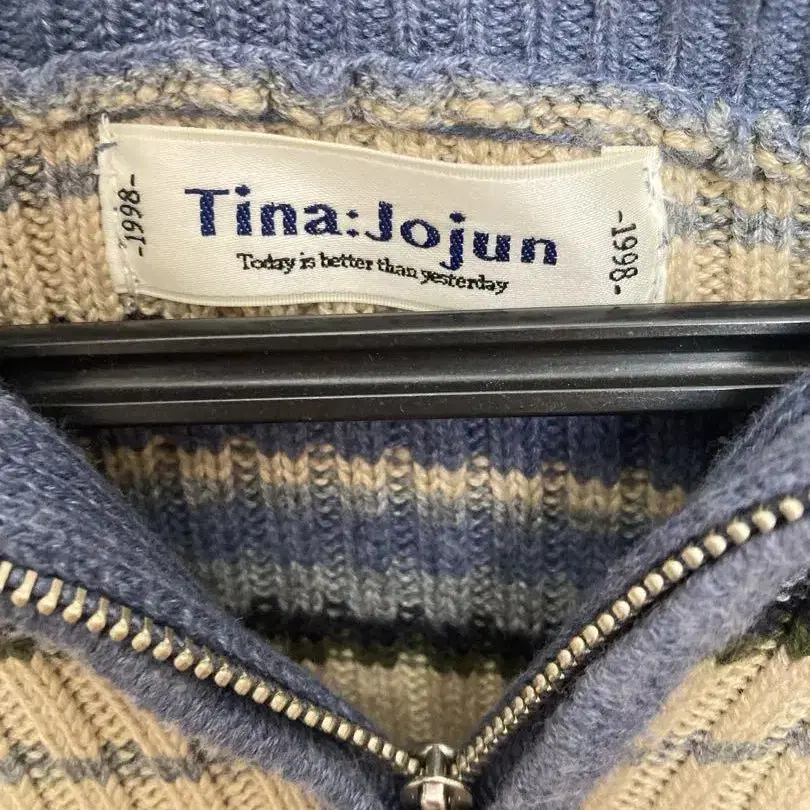 -1998-
Tina:Jojun
Today is better than yesterday
-1998-